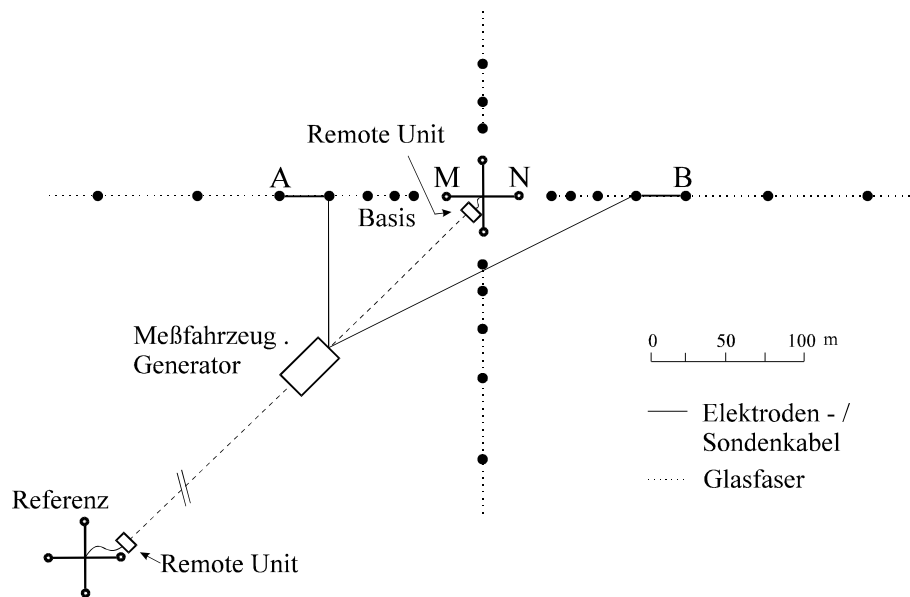 Remote Unit
A
M
N
B
Basis
Meßfahrzeug .
Generator
0 50 100 m
Elektroden - /
Sondenkabel
Glasfaser
Referenz
Remote Unit